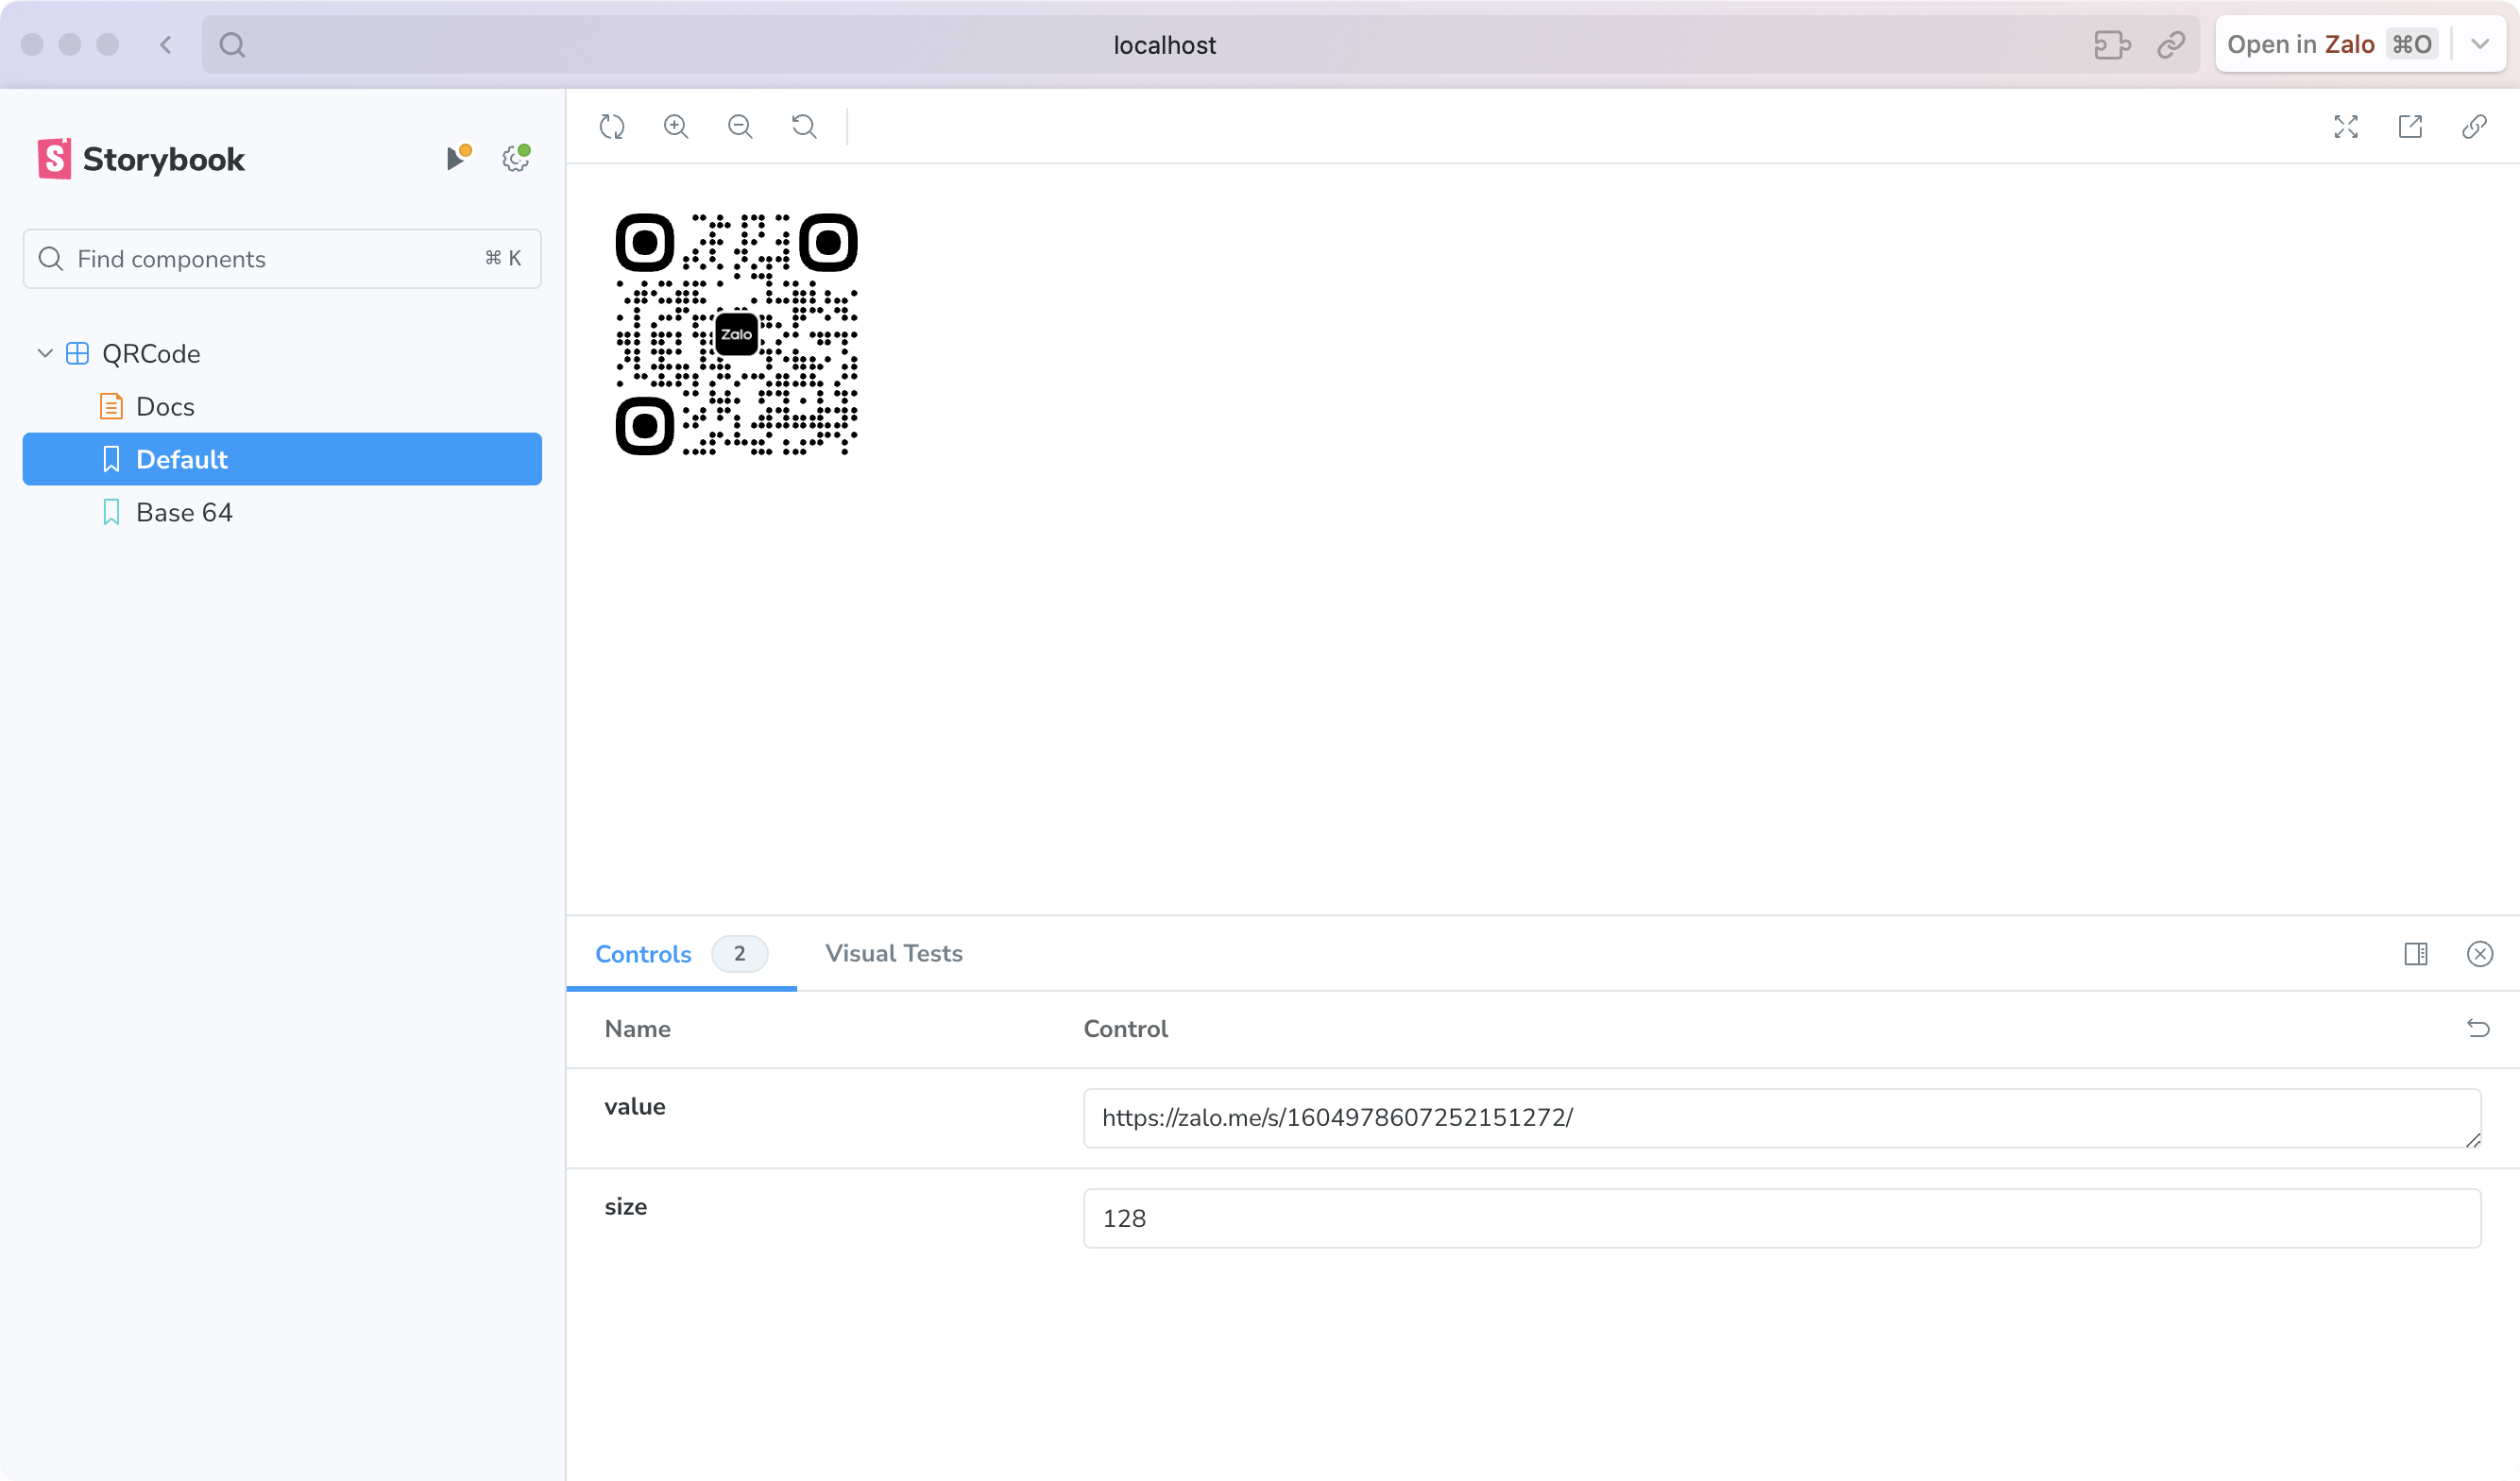 localhost
Open in Zalo ⌘O
Storybook
Find components ⌘ K
QRCode
Docs
Default
Base 64
Zalo
Controls 2 Visual Tests
Name Control
value https://zalo.me/s/1604978607252151272/
size 128